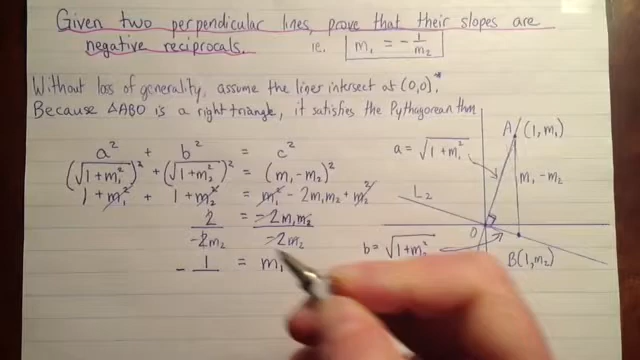 Given two perpendicular lines, prove that their slopes are
negative reciprocals. ie. m₁ = -1/m₂
Without loss of generality, assume the lines intersect at (0,0).*
Because △ABO is a right triangle, it satisfies the Pythagorean thm
a² + b² = c²
(√(1+m₁²))² + (√(1+m₂²))² = (m₁-m₂)²
1 + m₁² + 1 + m₂² = m₁² - 2m₁m₂ + m₂²
2/(-2m₂) = (-2m₁m₂)/(-2m₂)
-1/ = m₁
A (1,m₁)
a = √(1+m₁²)
m₁-m₂
L₂
O
b = √(1+m₂²)
B(1,m₂)